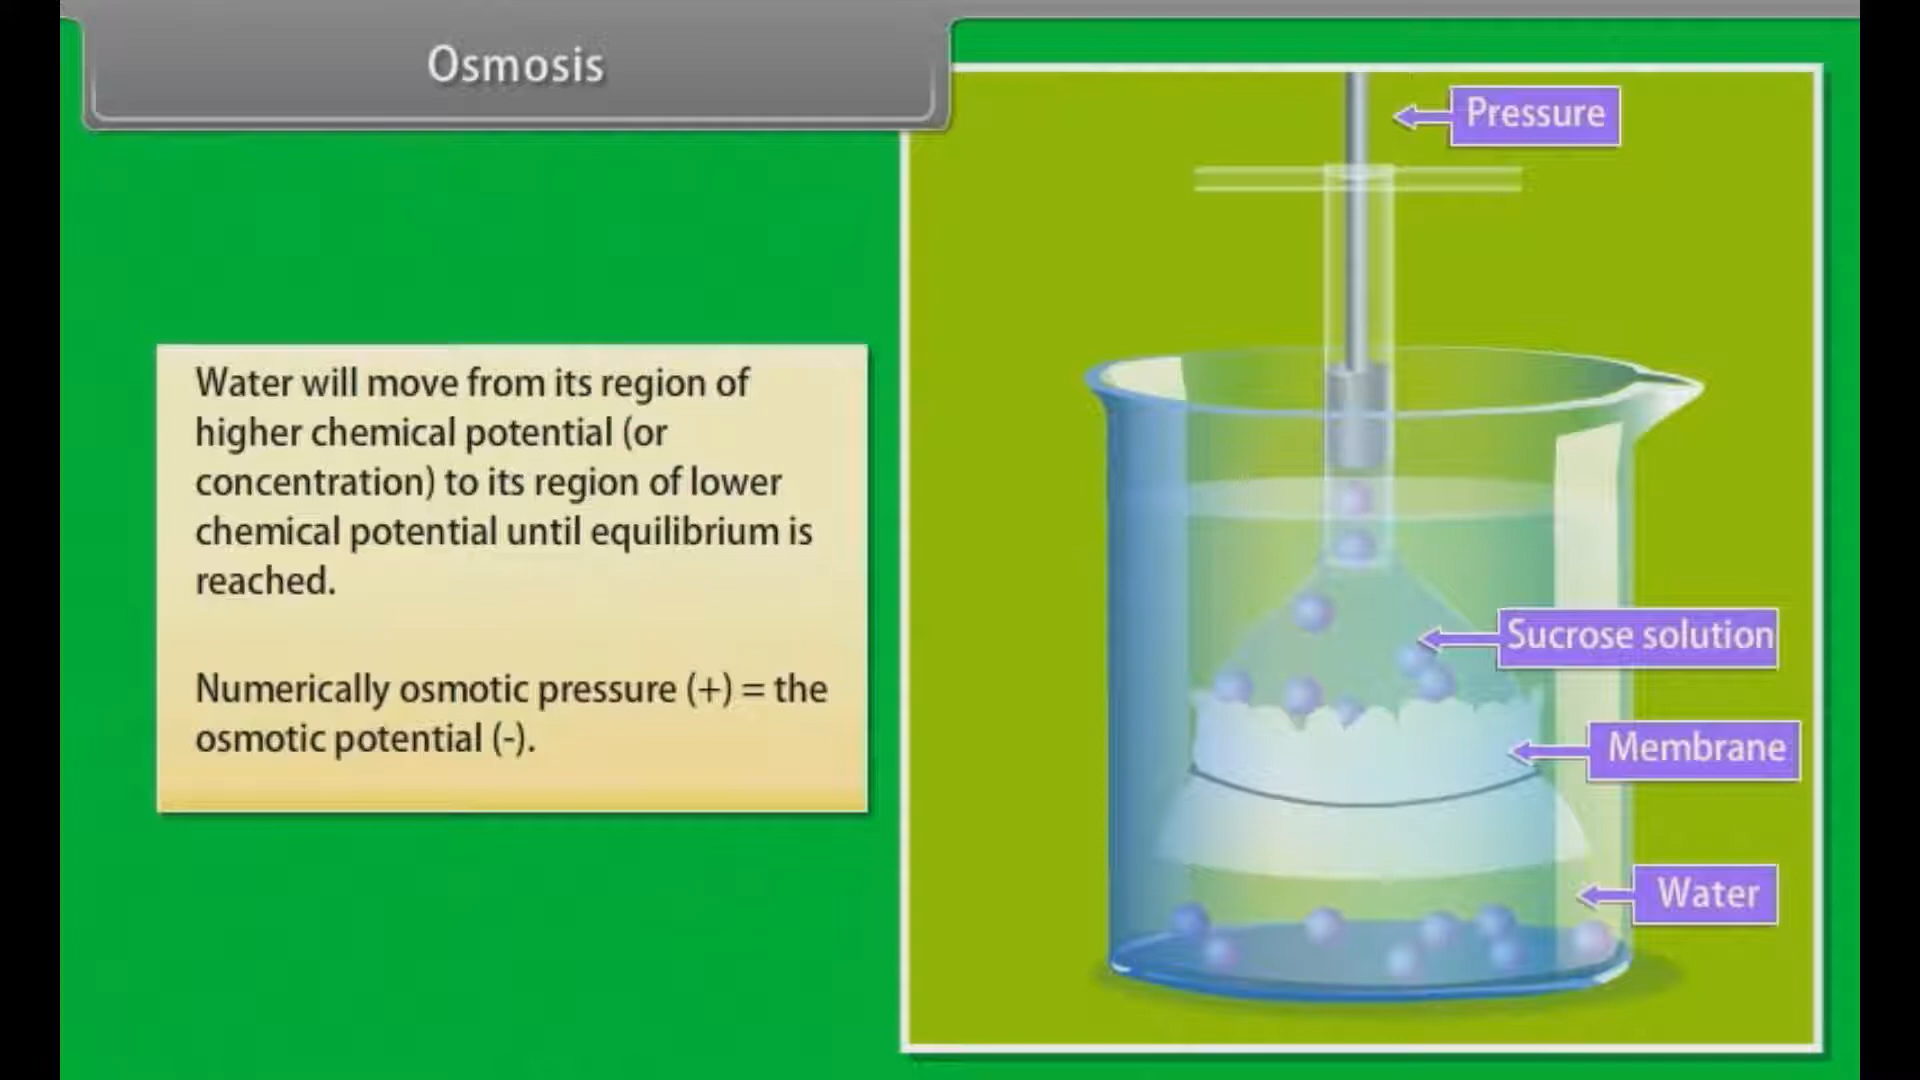 Osmosis
Pressure
Water will move from its region of
higher chemical potential (or
concentration) to its region of lower
chemical potential until equilibrium is
reached.
Numerically osmotic pressure (+) = the
osmotic potential (-).
Sucrose solution
Membrane
Water